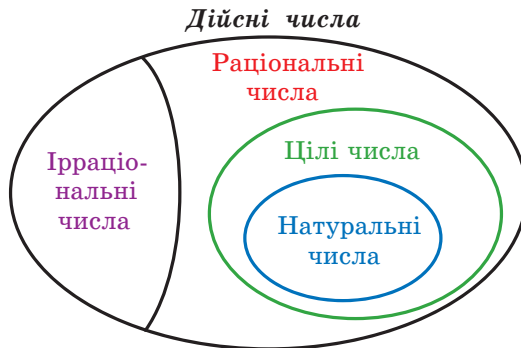 Дійсні числа
Раціональні
числа
Ірраціо-
нальні
числа
Цілі числа
Натуральні
числа